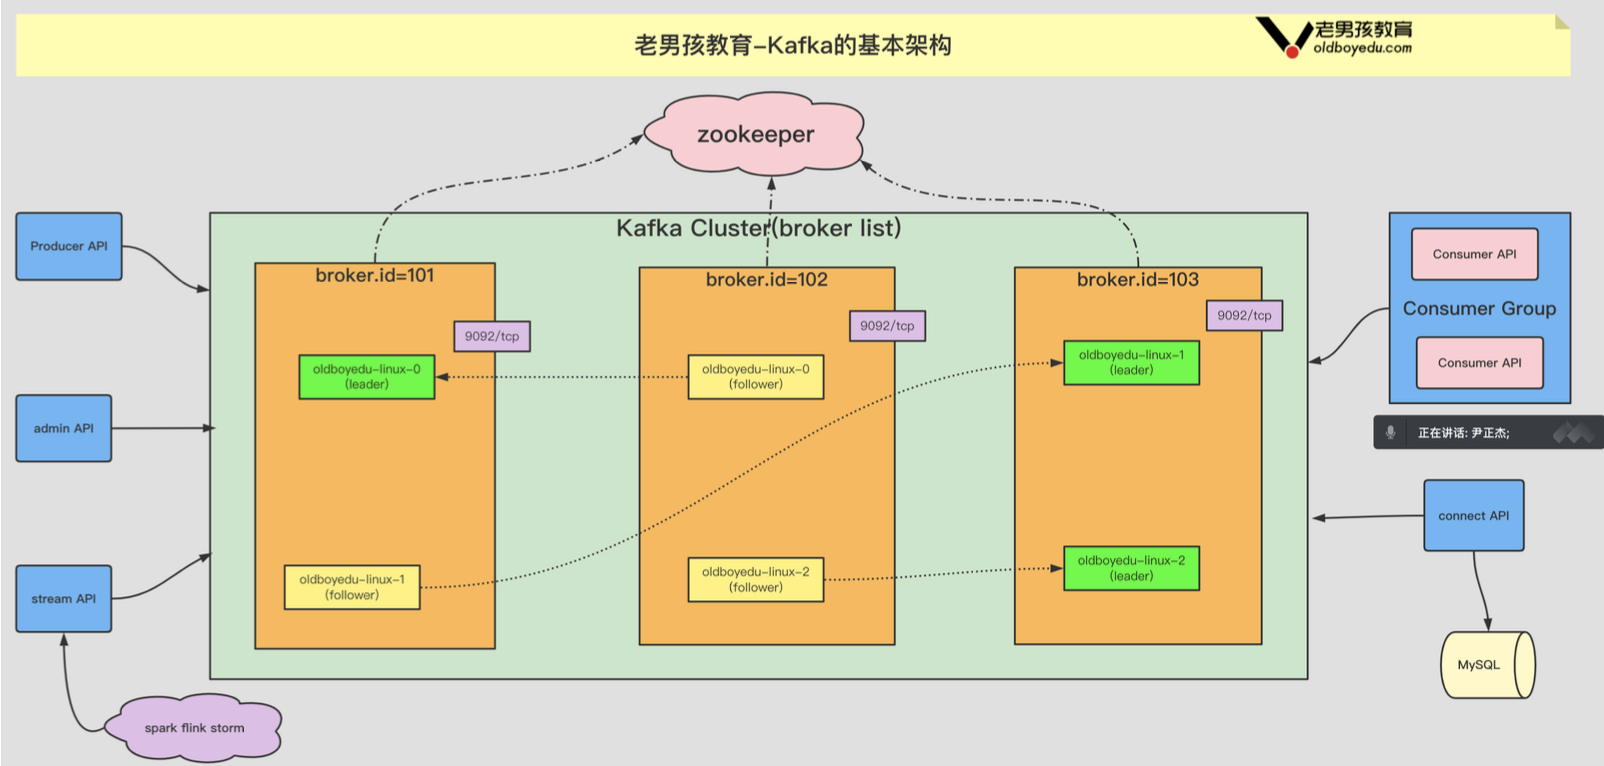 老男孩教育-Kafka的基本架构
老男孩教育
oldboyedu.com
zookeeper
Kafka Cluster(broker list)
Producer API
admin API
stream API
spark flink storm
broker.id=101
9092/tcp
oldboyedu-linux-0
(leader)
oldboyedu-linux-1
(follower)
broker.id=102
9092/tcp
oldboyedu-linux-0
(follower)
oldboyedu-linux-2
(follower)
broker.id=103
9092/tcp
oldboyedu-linux-1
(leader)
oldboyedu-linux-2
(leader)
Consumer API
Consumer Group
Consumer API
正在讲话: 尹正杰;
connect API
MySQL